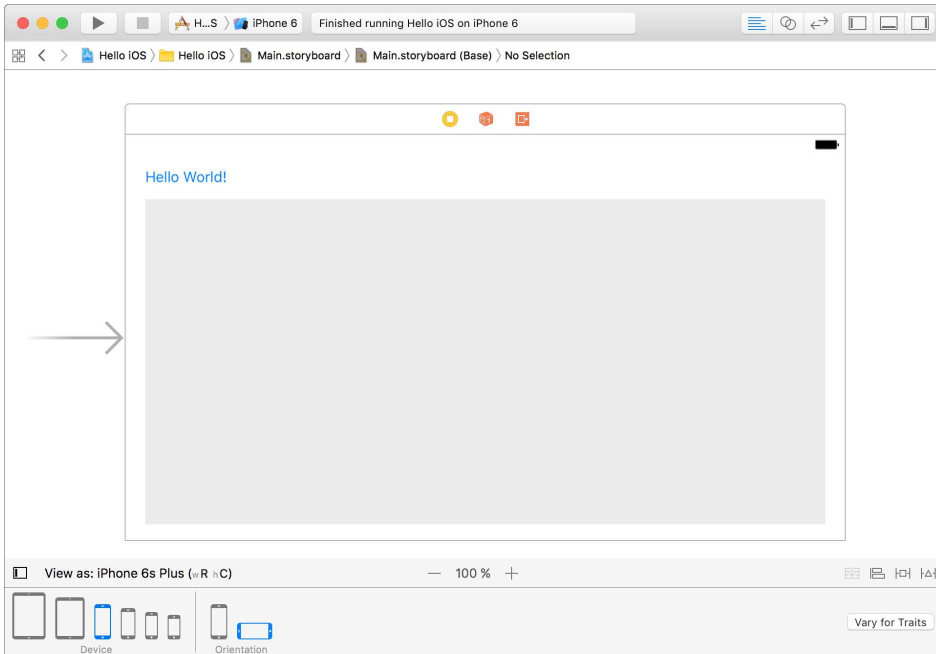 H...S 〉 iPhone 6 Finished running Hello iOS on iPhone 6
Hello iOS 〉 Hello iOS 〉 Main.storyboard 〉 Main.storyboard (Base) 〉 No Selection
Hello World!
View as: iPhone 6s Plus (wR hC) — 100 % +
Vary for Traits
Device Orientation